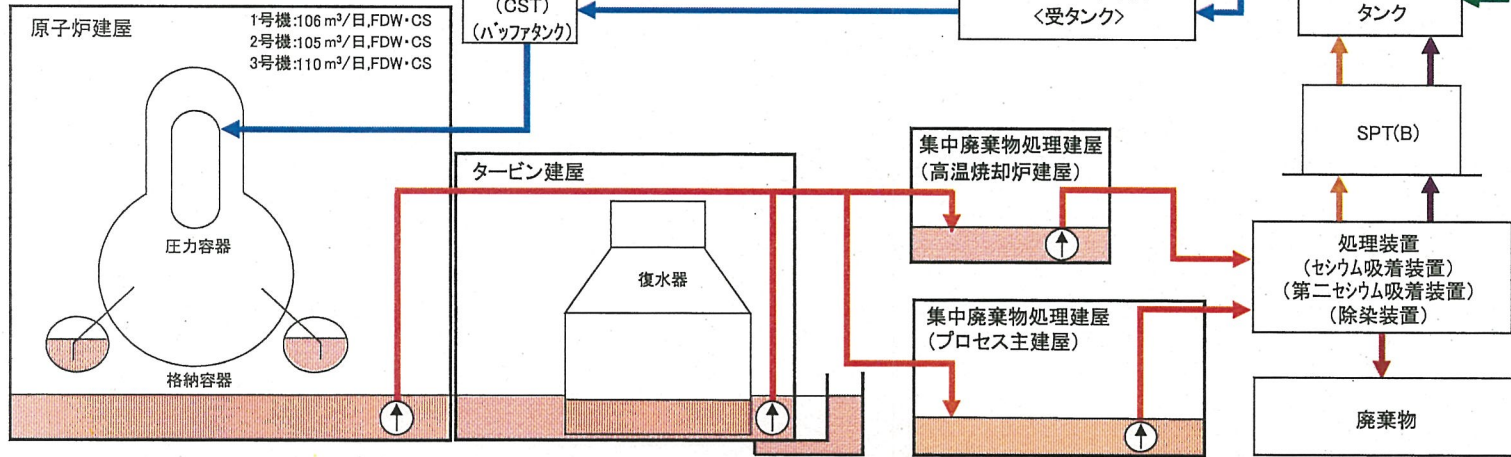 原子炉建屋
1号機:106 m³/日,FDW・CS
2号機:105 m³/日,FDW・CS
3号機:110 m³/日,FDW・CS
(CST)
(バッファタンク)
<受タンク>
タンク
SPT(B)
集中廃棄物処理建屋
(高温焼却炉建屋)
タービン建屋
圧力容器
復水器
処理装置
(セシウム吸着装置)
(第二セシウム吸着装置)
(除染装置)
集中廃棄物処理建屋
(プロセス主建屋)
格納容器
廃棄物